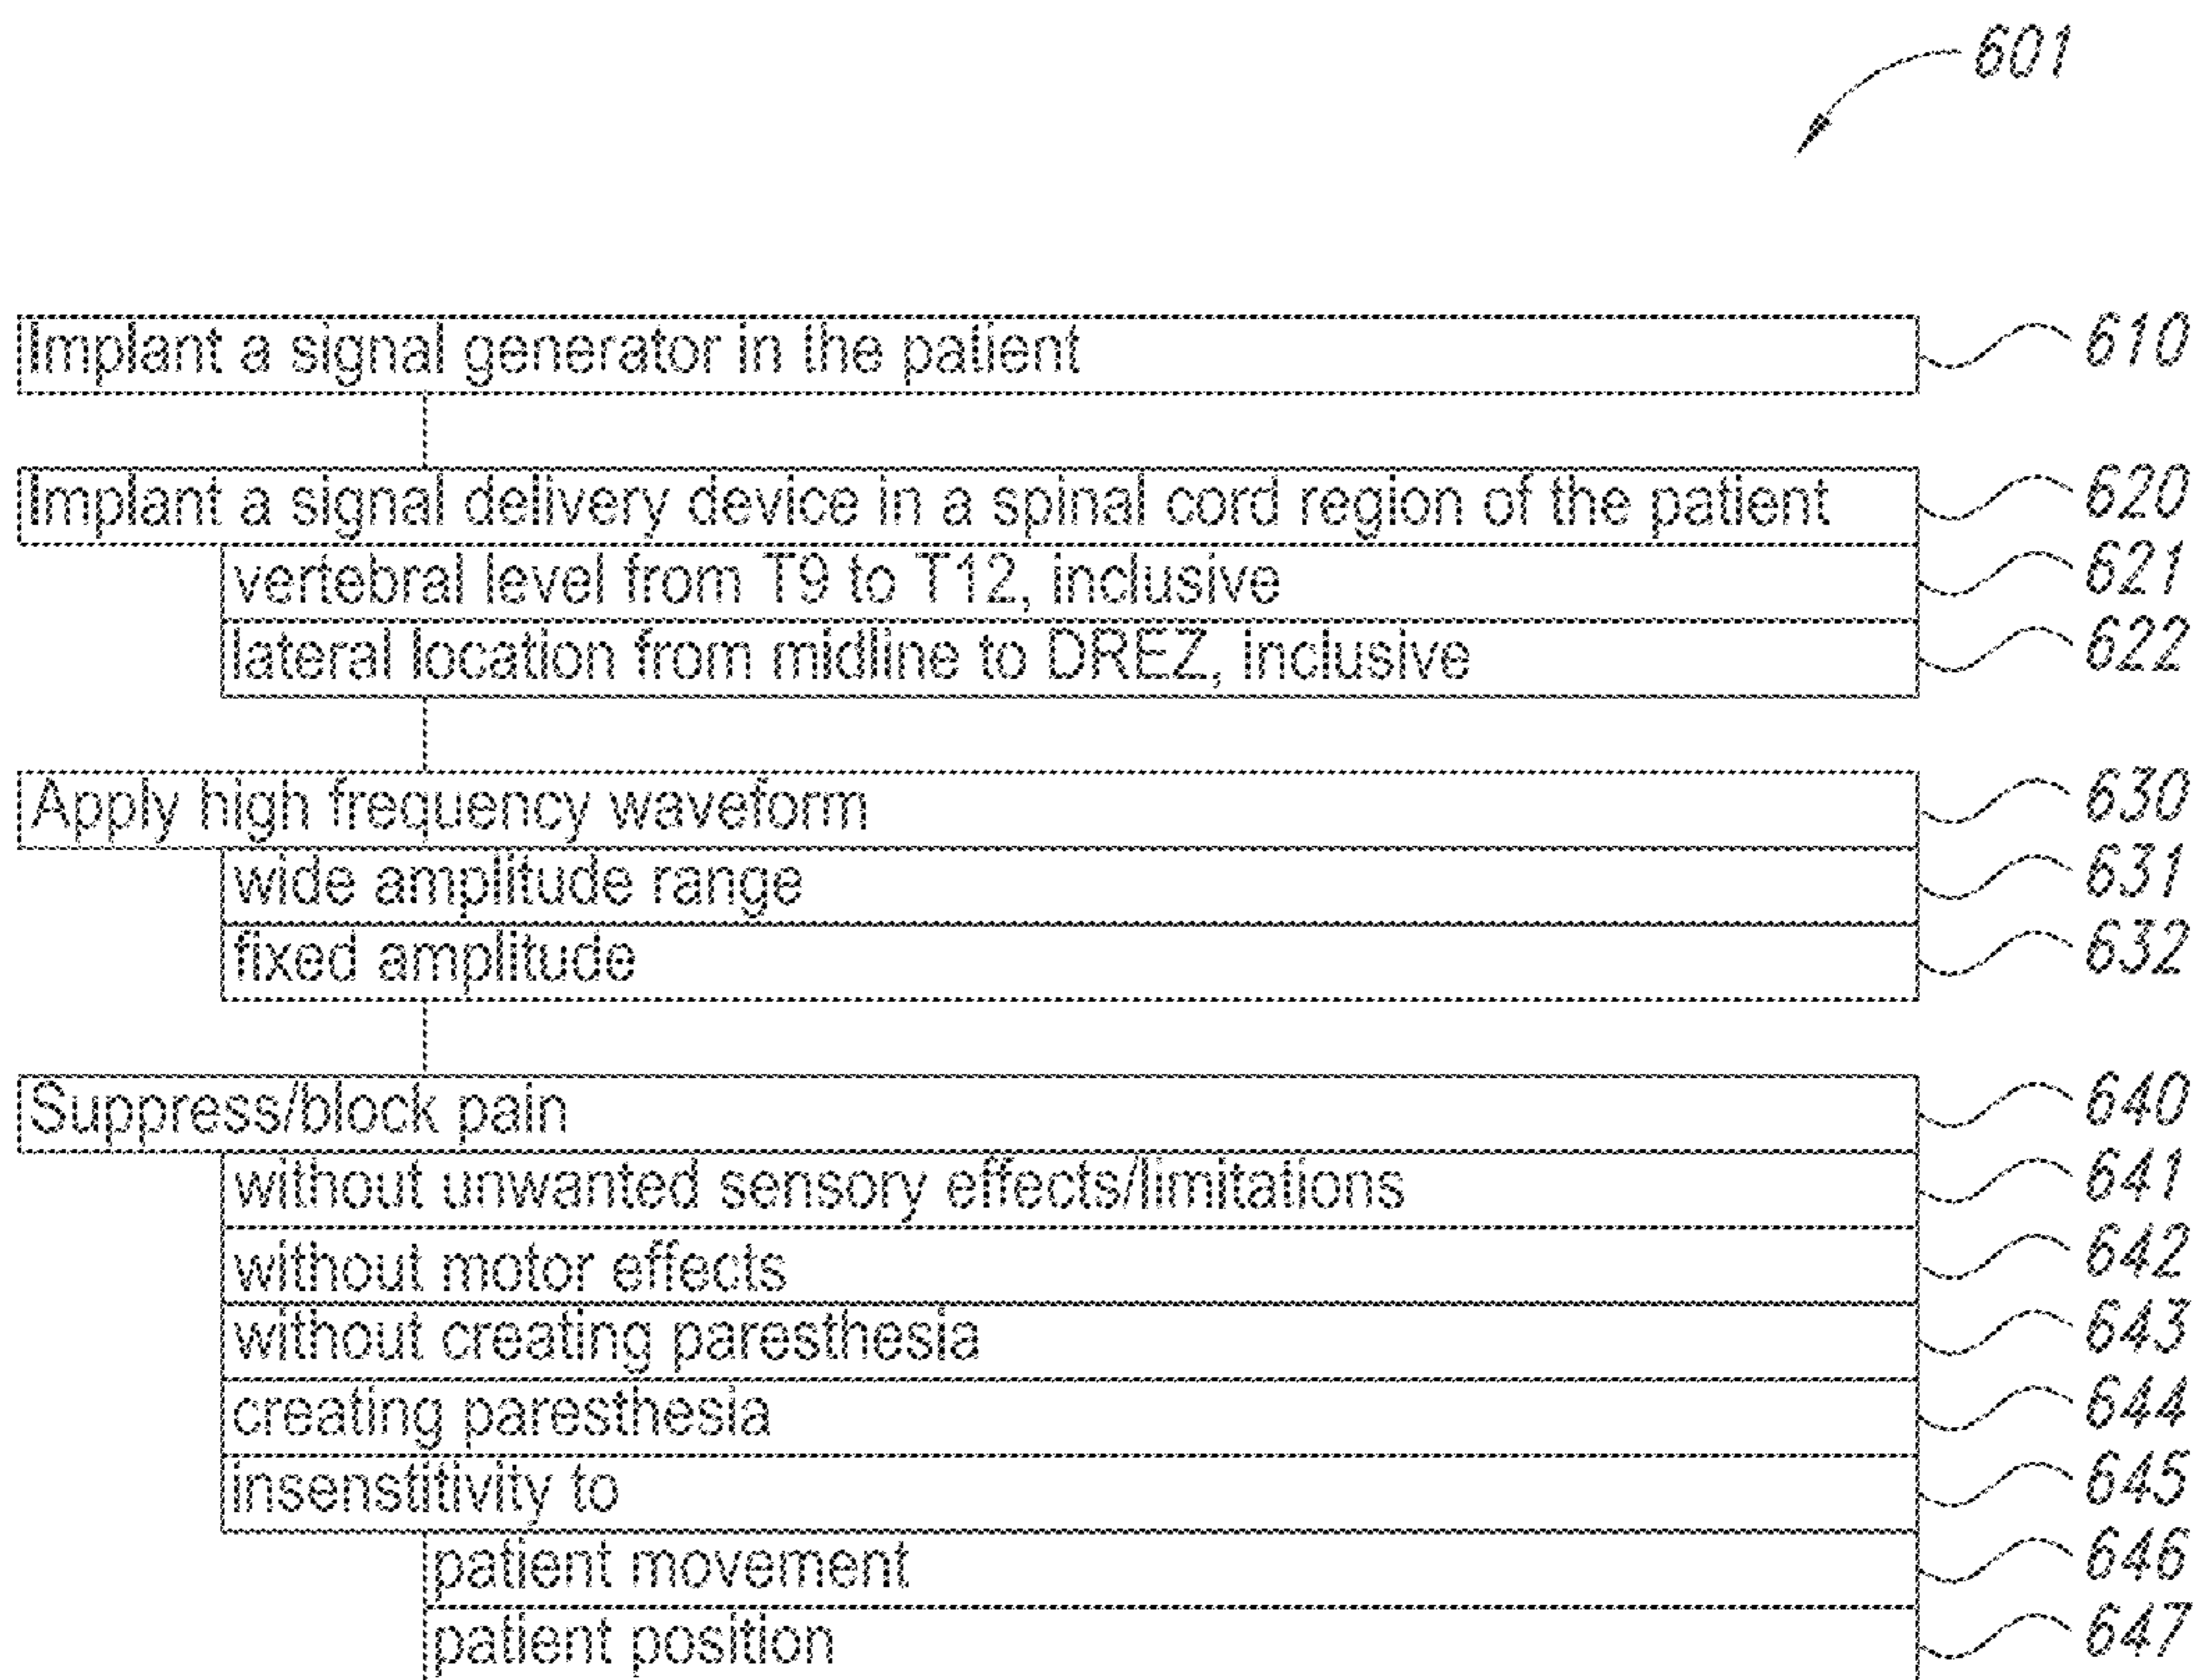 601
Implant a signal generator in the patient 610
Implant a signal delivery device in a spinal cord region of the patient 620
vertebral level from T9 to T12, inclusive 621
lateral location from midline to DREZ, inclusive 622
Apply high frequency waveform 630
wide amplitude range 631
fixed amplitude 632
Suppress/block pain 640
without unwanted sensory effects/limitations 641
without motor effects 642
without creating paresthesia 643
creating paresthesia 644
insenstitivity to 645
patient movement 646
patient position 647